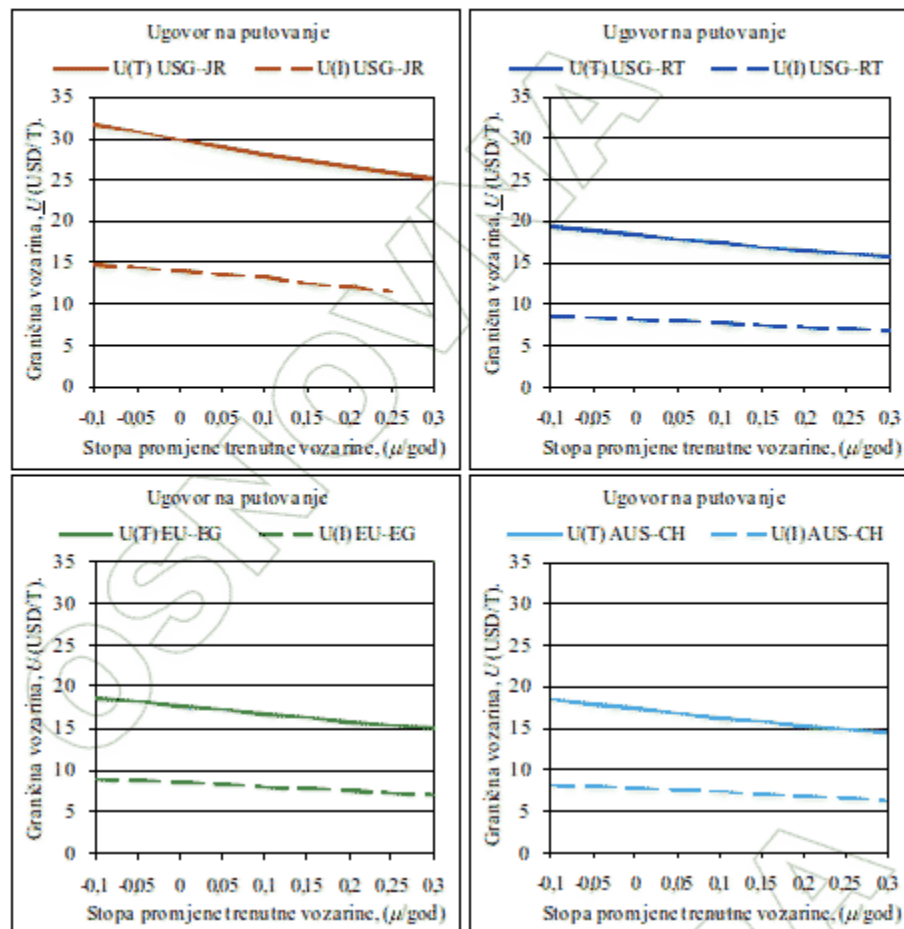 Ugovor na putovanje
U(T) USG--JR U(I) USG--JR
Granična vozarina, U (USD/T).
35
30
25
20
15
10
5
0
-0,1 -0,05 0 0,05 0,1 0,15 0,2 0,25 0,3
Stopa promjene trenutne vozarine, (μ/god)
Ugovor na putovanje
U(T) USG--RT U(I) USG--RT
Granična vozarina, U (USD/T).
35
30
25
20
15
10
5
0
-0,1 -0,05 0 0,05 0,1 0,15 0,2 0,25 0,3
Stopa promjene trenutne vozarine, (μ/god)
Ugovor na putovanje
U(T) EU--EG U(I) EU--EG
Granična vozarina, U (USD/T).
35
30
25
20
15
10
5
0
-0,1 -0,05 0 0,05 0,1 0,15 0,2 0,25 0,3
Stopa promjene trenutne vozarine, (μ/god)
Ugovor na putovanje
U(T) AUS--CH U(I) AUS--CH
Granična vozarina, U (USD/T).
35
30
25
20
15
10
5
0
-0,1 -0,05 0 0,05 0,1 0,15 0,2 0,25 0,3
Stopa promjene trenutne vozarine, (μ/god)
OSNOVNA
A